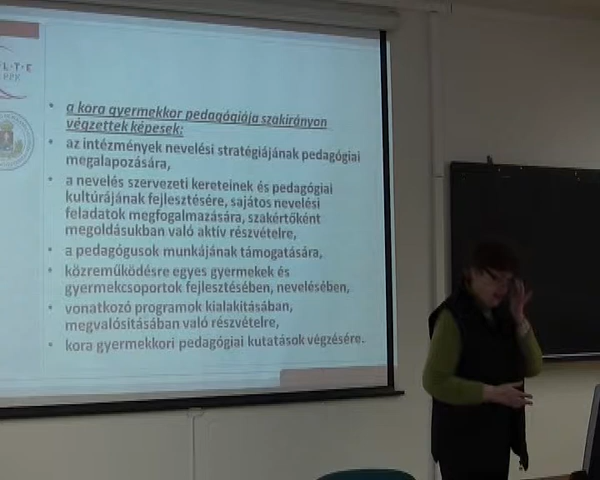 L·T·E
PPK
a kora gyermekkor pedagógiája szakirányon
végzettek képesek:
az intézmények nevelési stratégiájának pedagógiai
megalapozására,
a nevelés szervezeti kereteinek és pedagógiai
kultúrájának fejlesztésére, sajátos nevelési
feladatok megfogalmazására, szakértőként
megoldásukban való aktív részvételre,
a pedagógusok munkájának támogatására,
közreműködésre egyes gyermekek és
gyermekcsoportok fejlesztésében, nevelésében,
vonatkozó programok kialakításában,
megvalósításában való részvételre,
kora gyermekkori pedagógiai kutatások végzésére.